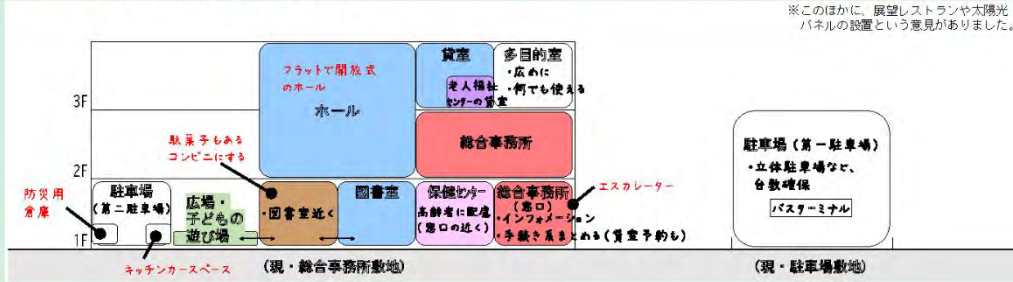 ※このほかに、展望レストランや太陽光
パネルの設置という意見がありました。
3F
2F
1F
フラットで開放式
のホール
ホール
貸室
老人福祉
センターの貸室
多目的室
・広めに
・何でも使える
総合事務所
駄菓子もある
コンビニにする
防災用
倉庫
駐車場
(第二駐車場)
広場・
子どもの
遊び場
・図書室近く
図書室
保健センター
高齢者に配慮
(窓口の近く)
総合事務所
(窓口)
・インフォメーション
・手続き系まとめる(貸室予約も)
エスカレーター
キッチンカースペース
(現・総合事務所敷地)
駐車場(第一駐車場)
・立体駐車場など、
台数確保
バスターミナル
(現・駐車場敷地)